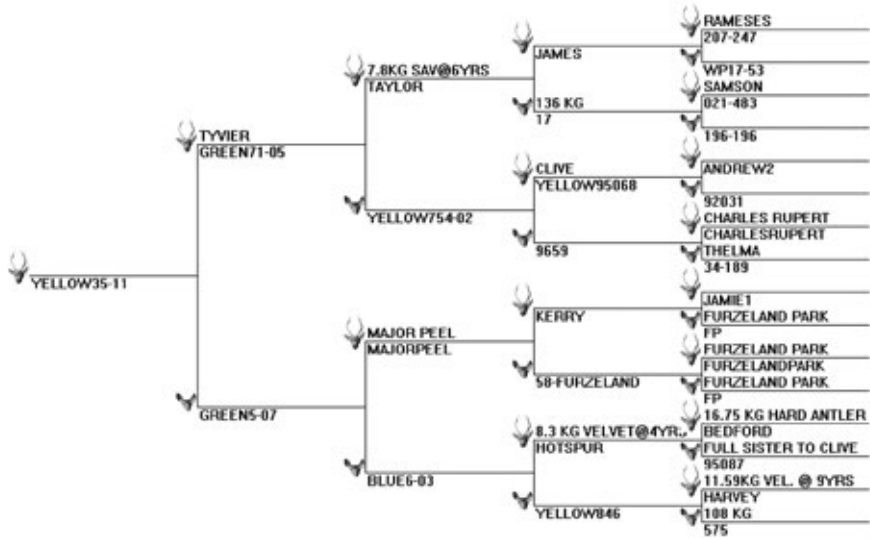 RAMESES
207-247
JAMES
WP17-53
7.8KG SAV@6YRS
TAYLOR
SAMSON
021-483
136 KG
17
196-196
TYVIER
GREEN71-05
CLIVE
YELLOW95068
ANDREW2
92031
YELLOW754-02
CHARLES RUPERT
CHARLESRUPERT
9659
THELMA
34-189
YELLOW35-11
JAMIE1
KERRY
FURZELAND PARK
FP
MAJOR PEEL
MAJORPEEL
FURZELAND PARK
FURZELANDPARK
58-FURZELAND
FURZELAND PARK
FP
GREEN5-07
16.75 KG HARD ANTLER
BEDFORD
8.3 KG VELVET@4YRS
HOTSPUR
FULL SISTER TO CLIVE
95087
BLUE6-03
11.59KG VEL. @ 9YRS
HARVEY
YELLOW846
108 KG
575